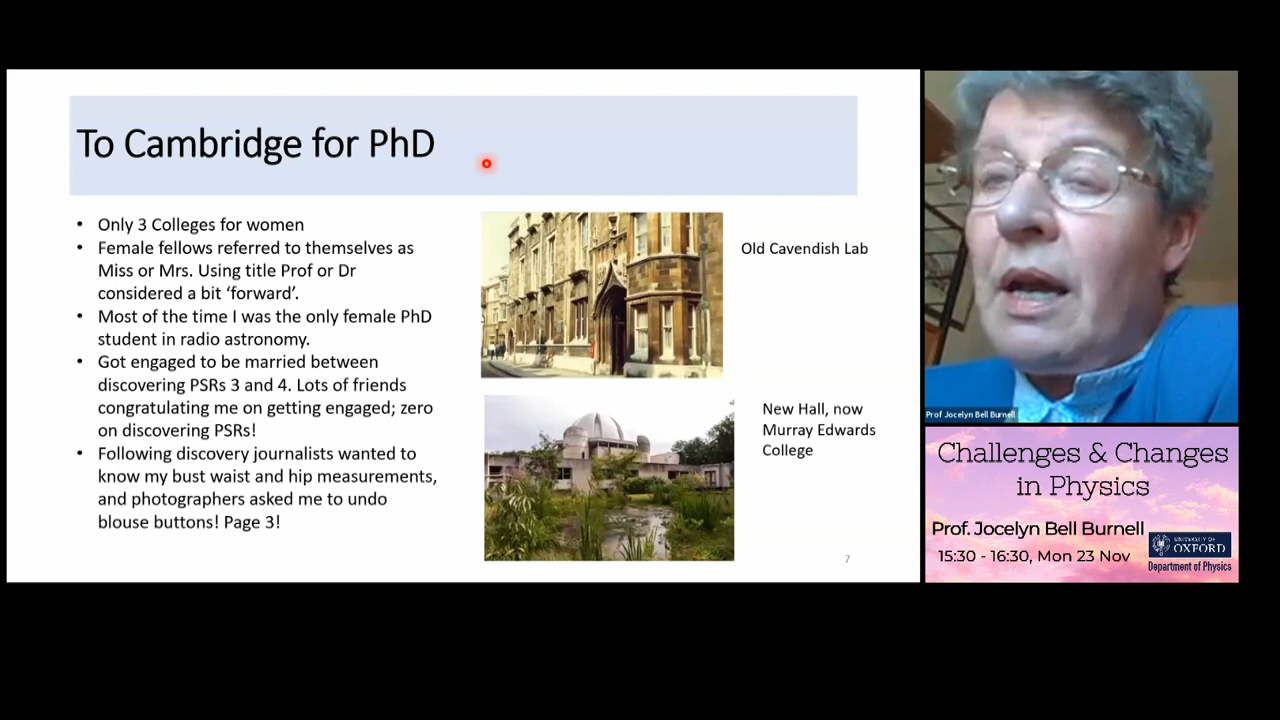 To Cambridge for PhD
• Only 3 Colleges for women
• Female fellows referred to themselves as
Miss or Mrs. Using title Prof or Dr
considered a bit ‘forward’.
• Most of the time I was the only female PhD
student in radio astronomy.
• Got engaged to be married between
discovering PSRs 3 and 4. Lots of friends
congratulating me on getting engaged; zero
on discovering PSRs!
• Following discovery journalists wanted to
know my bust waist and hip measurements,
and photographers asked me to undo
blouse buttons! Page 3!
Old Cavendish Lab
New Hall, now
Murray Edwards
College
7
Prof Jocelyn Bell Burnell
Challenges & Changes
in Physics
Prof. Jocelyn Bell Burnell
15:30 - 16:30, Mon 23 Nov
UNIVERSITY OF
OXFORD
Department of Physics